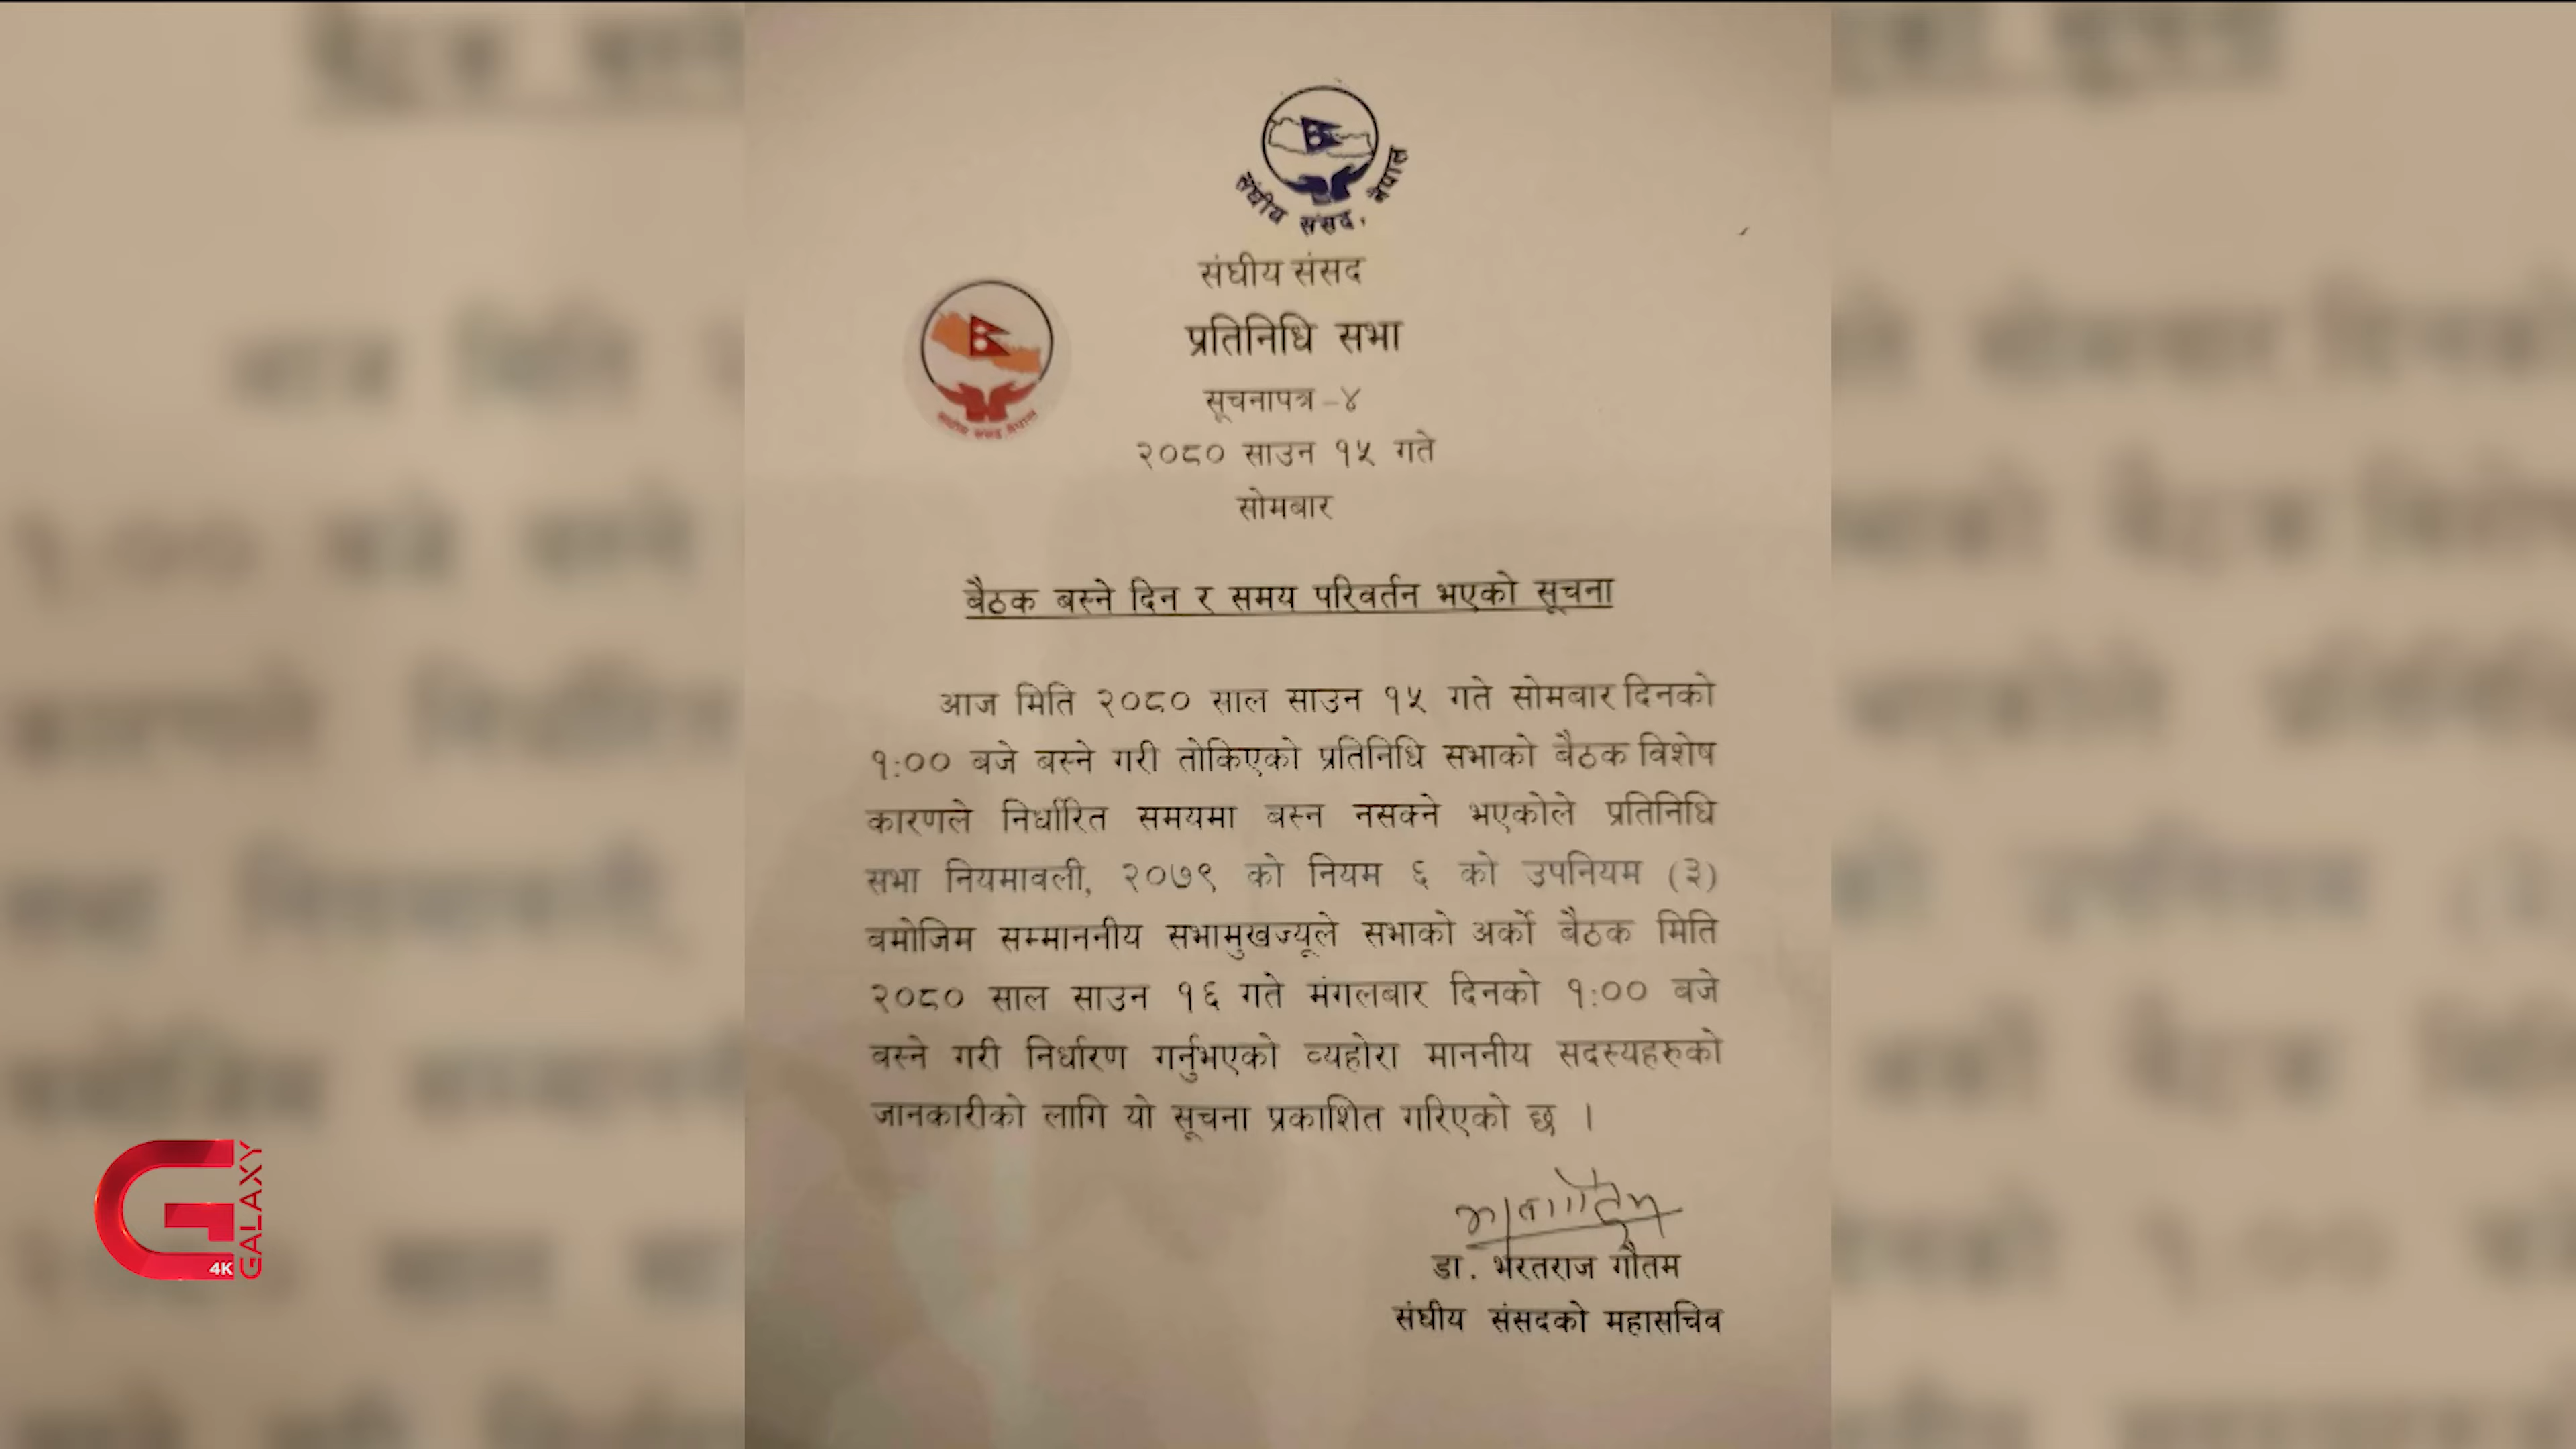 संघीय संसद, नेपाल
संघीय संसद
प्रतिनिधि सभा
संघीय संसद नेपाल
सूचनापत्र -४
२०८० साउन १५ गते
सोमबार
बैठक बस्ने दिन र समय परिवर्तन भएको सूचना
आज मिति २०८० साल साउन १५ गते सोमबार दिनको
१:०० बजे बस्ने गरी तोकिएको प्रतिनिधि सभाको बैठक विशेष
कारणले निर्धारित समयमा बस्न नसक्ने भएकोले प्रतिनिधि
सभा नियमावली, २०७९ को नियम ६ को उपनियम (३)
बमोजिम सम्माननीय सभामुखज्यूले सभाको अर्को बैठक मिति
२०८० साल साउन १६ गते मंगलबार दिनको १:०० बजे
बस्ने गरी निर्धारण गर्नुभएको व्यहोरा माननीय सदस्यहरुको
जानकारीको लागि यो सूचना प्रकाशित गरिएको छ ।
डा. भरतराज गौतम
संघीय संसदको महासचिव
GALAXY
4K